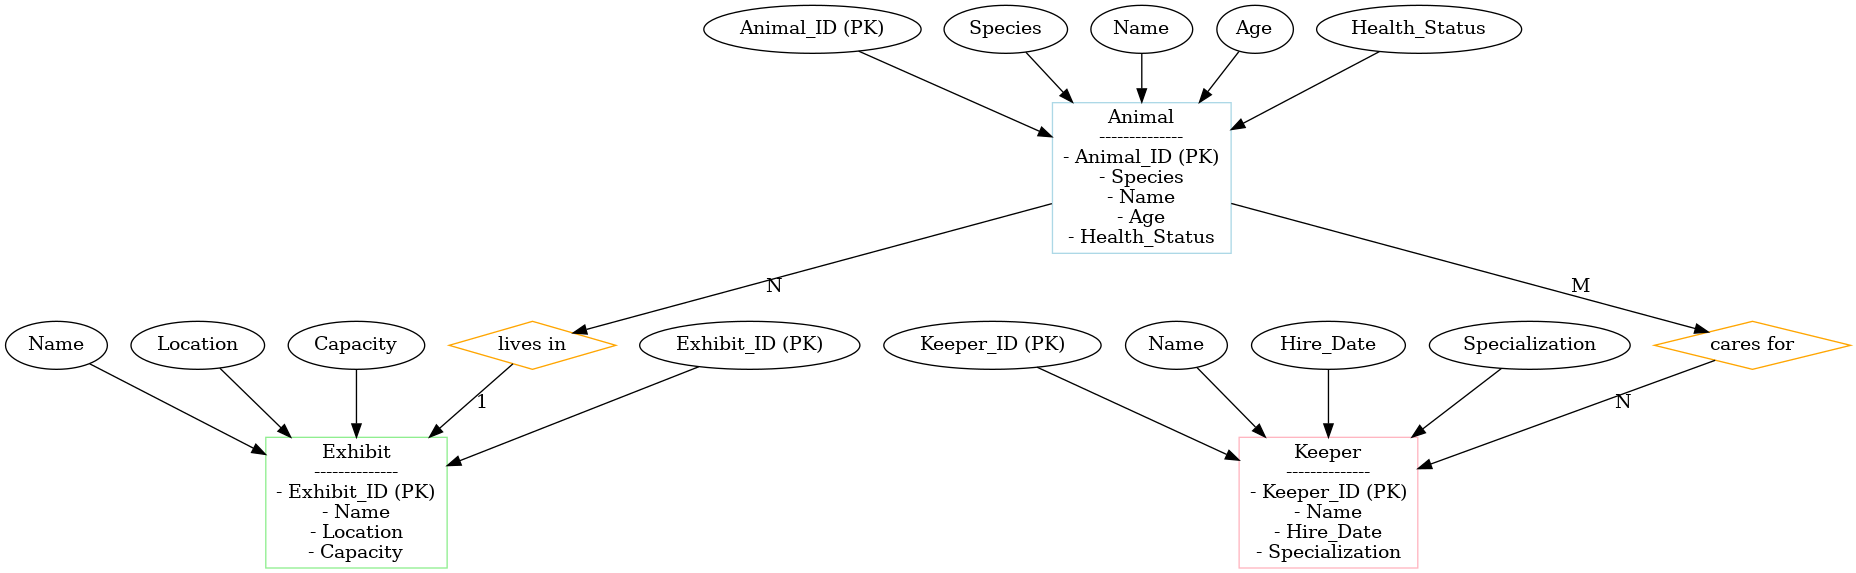 Animal_ID (PK)
Species
Name
Age
Health_Status
Animal
--------------
- Animal_ID (PK)
- Species
- Name
- Age
- Health_Status
N
M
Name
Location
Capacity
lives in
Exhibit_ID (PK)
Keeper_ID (PK)
Name
Hire_Date
Specialization
cares for
1
N
Exhibit
--------------
- Exhibit_ID (PK)
- Name
- Location
- Capacity
Keeper
--------------
- Keeper_ID (PK)
- Name
- Hire_Date
- Specialization